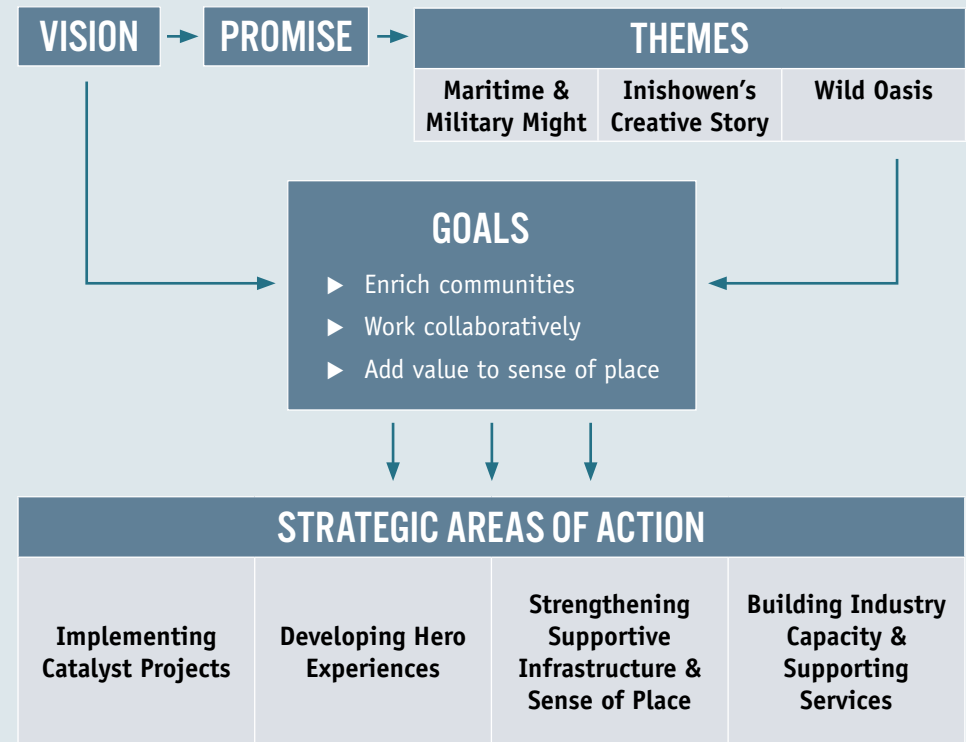 VISION
PROMISE
THEMES
Maritime &
Military Might
Inishowen's
Creative Story
Wild Oasis
GOALS
► Enrich communities
► Work collaboratively
► Add value to sense of place
STRATEGIC AREAS OF ACTION
Implementing
Catalyst Projects
Developing Hero
Experiences
Strengthening
Supportive
Infrastructure &
Sense of Place
Building Industry
Capacity &
Supporting
Services